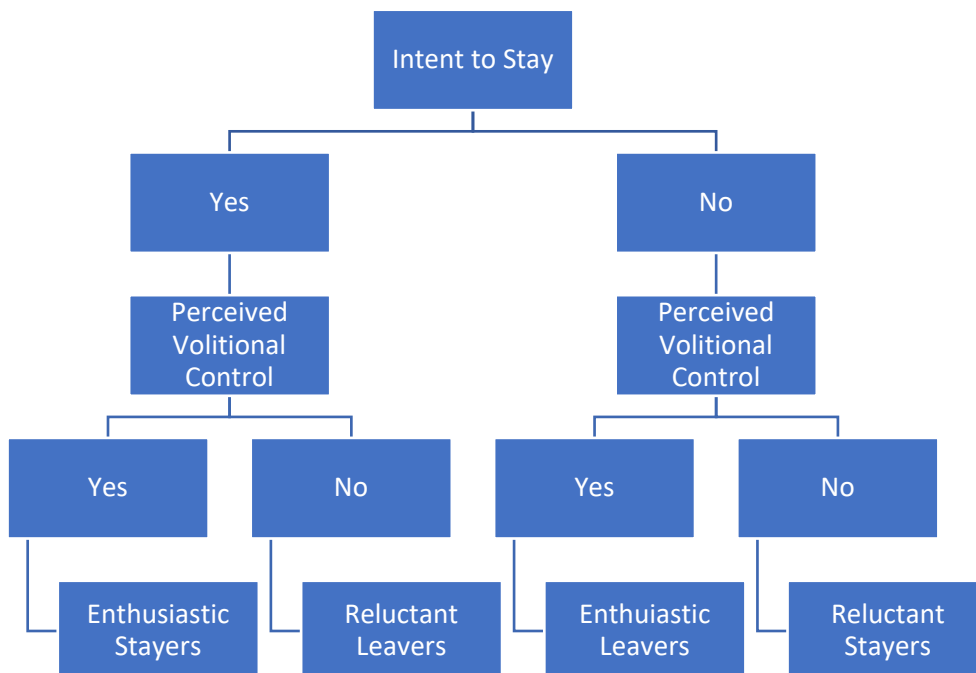 Intent to Stay
Yes
No
Perceived
Volitional
Control
Perceived
Volitional
Control
Yes
No
Yes
No
Enthusiastic
Stayers
Reluctant
Leavers
Enthuiastic
Leavers
Reluctant
Stayers